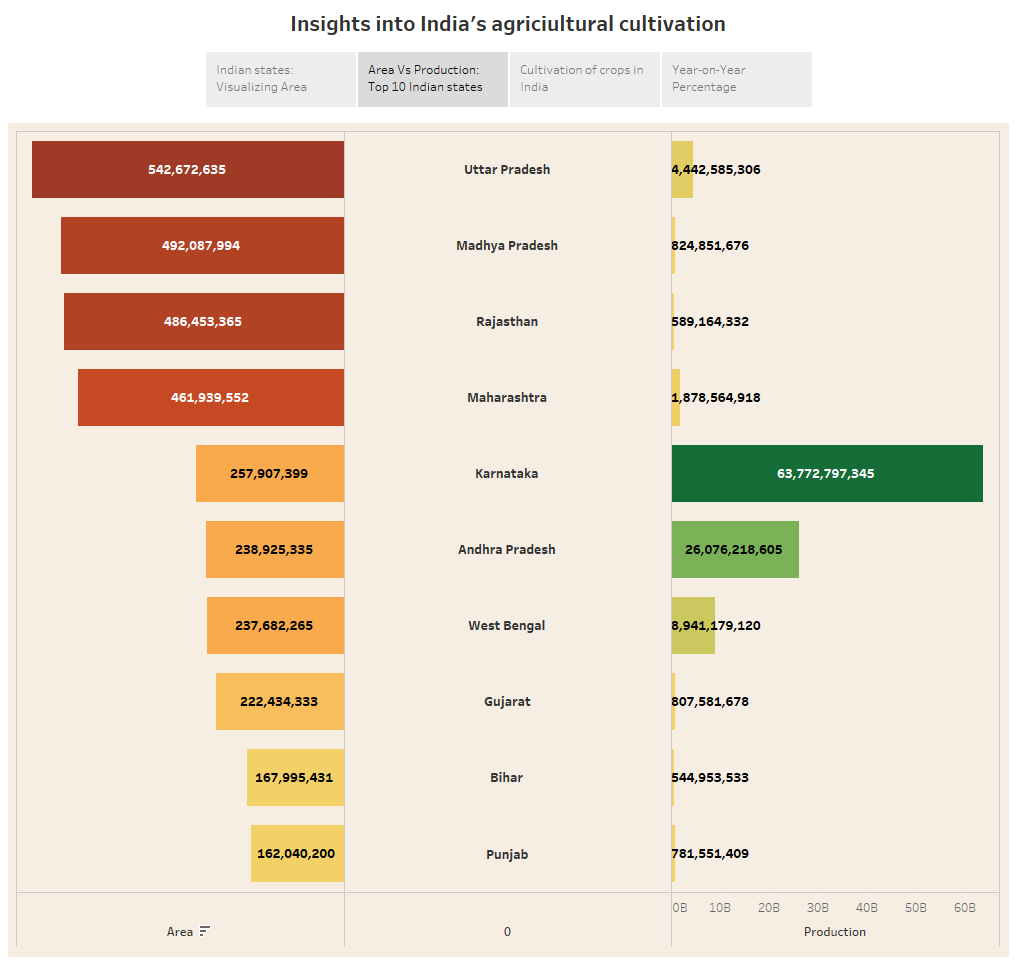 Insights into India's agriciultural cultivation
Indian states:
Visualizing Area
Area Vs Production:
Top 10 Indian states
Cultivation of crops in
India
Year-on-Year
Percentage
542,672,635 Uttar Pradesh 4,442,585,306
492,087,994 Madhya Pradesh 824,851,676
486,453,365 Rajasthan 589,164,332
461,939,552 Maharashtra 1,878,564,918
257,907,399 Karnataka 63,772,797,345
238,925,335 Andhra Pradesh 26,076,218,605
237,682,265 West Bengal 8,941,179,120
222,434,333 Gujarat 807,581,678
167,995,431 Bihar 544,953,533
162,040,200 Punjab 781,551,409
0B 10B 20B 30B 40B 50B 60B
Area 0 Production